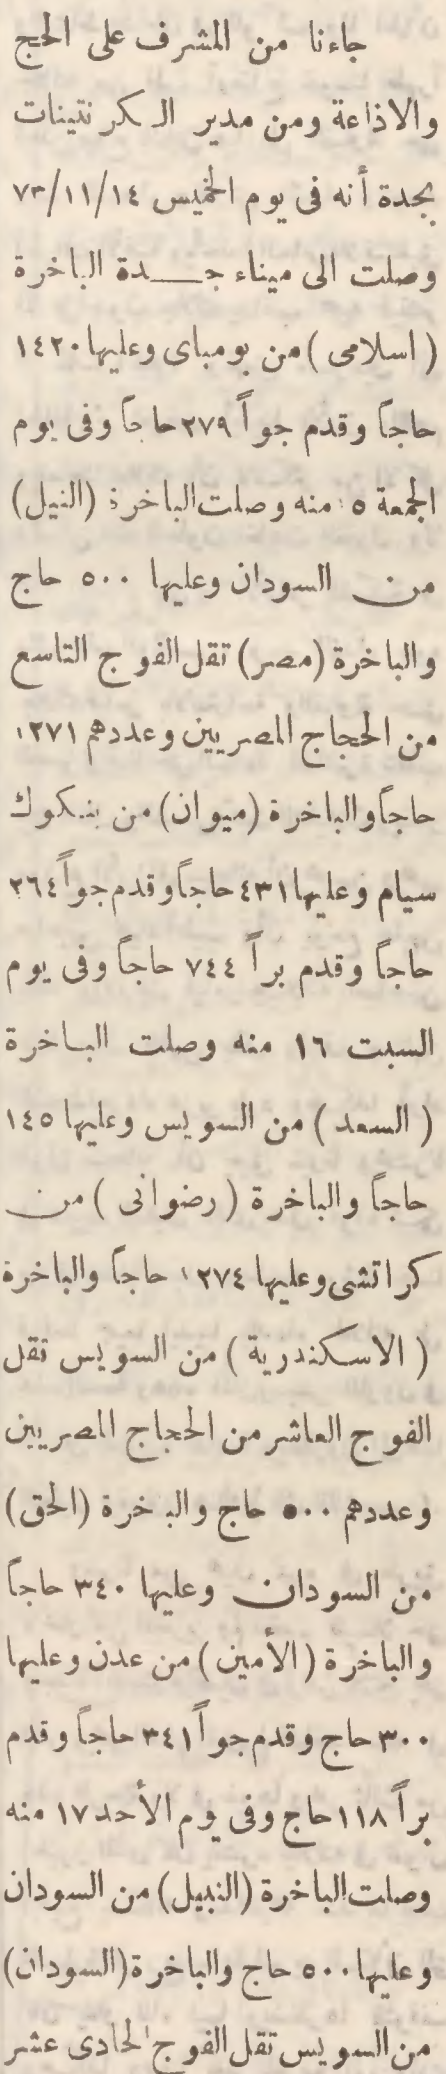 جاءنا من المشرف على الحج
والاذاعة ومن مدير الكرنتينات
بجدة أنه فى يوم الخميس ٧٣/١١/١٤
وصلت الى ميناء جدة الباخرة
( اسلامى ) من بومباى وعليها ١٤٢٠
حاجاً وقدم جواً ٢٧٩ حاجاً وفى يوم
الجمعة ٥ منه وصلت الباخرة (النيل)
من السودان وعليها ٥٠٠ حاج
والباخرة (مصر) تقل الفوج التاسع
من الحجاج المصريين وعددهم ١٢٧١
حاجاً والباخرة (ميوان) من بنكوك
سيام وعليها ٤٣١ حاجاً وقدم جواً ٢٦٤
حاجاً وقدم براً ٧٤٤ حاجاً وفى يوم
السبت ١٦ منه وصلت الباخرة
( السعد ) من السويس وعليها ١٤٥
حاجاً والباخرة ( رضوانى ) من
كراتشى وعليها ١٢٧٤ حاجاً والباخرة
( الاسكندرية ) من السويس تقل
الفوج العاشر من الحجاج المصريين
وعددهم ٥٠٠ حاج والبخرة (الحق)
من السودان وعليها ٣٤٠ حاجاً
والباخرة ( الأمين ) من عدن وعليها
٣٠٠ حاج وقدم جواً ٣٤١ حاجاً وقدم
براً ١١٨ حاج وفى يوم الأحد ١٧ منه
وصلت الباخرة (النبيل) من السودان
وعليها ٥٠٠ حاج والباخرة (السودان)
من السويس تقل الفوج الحادى عشر